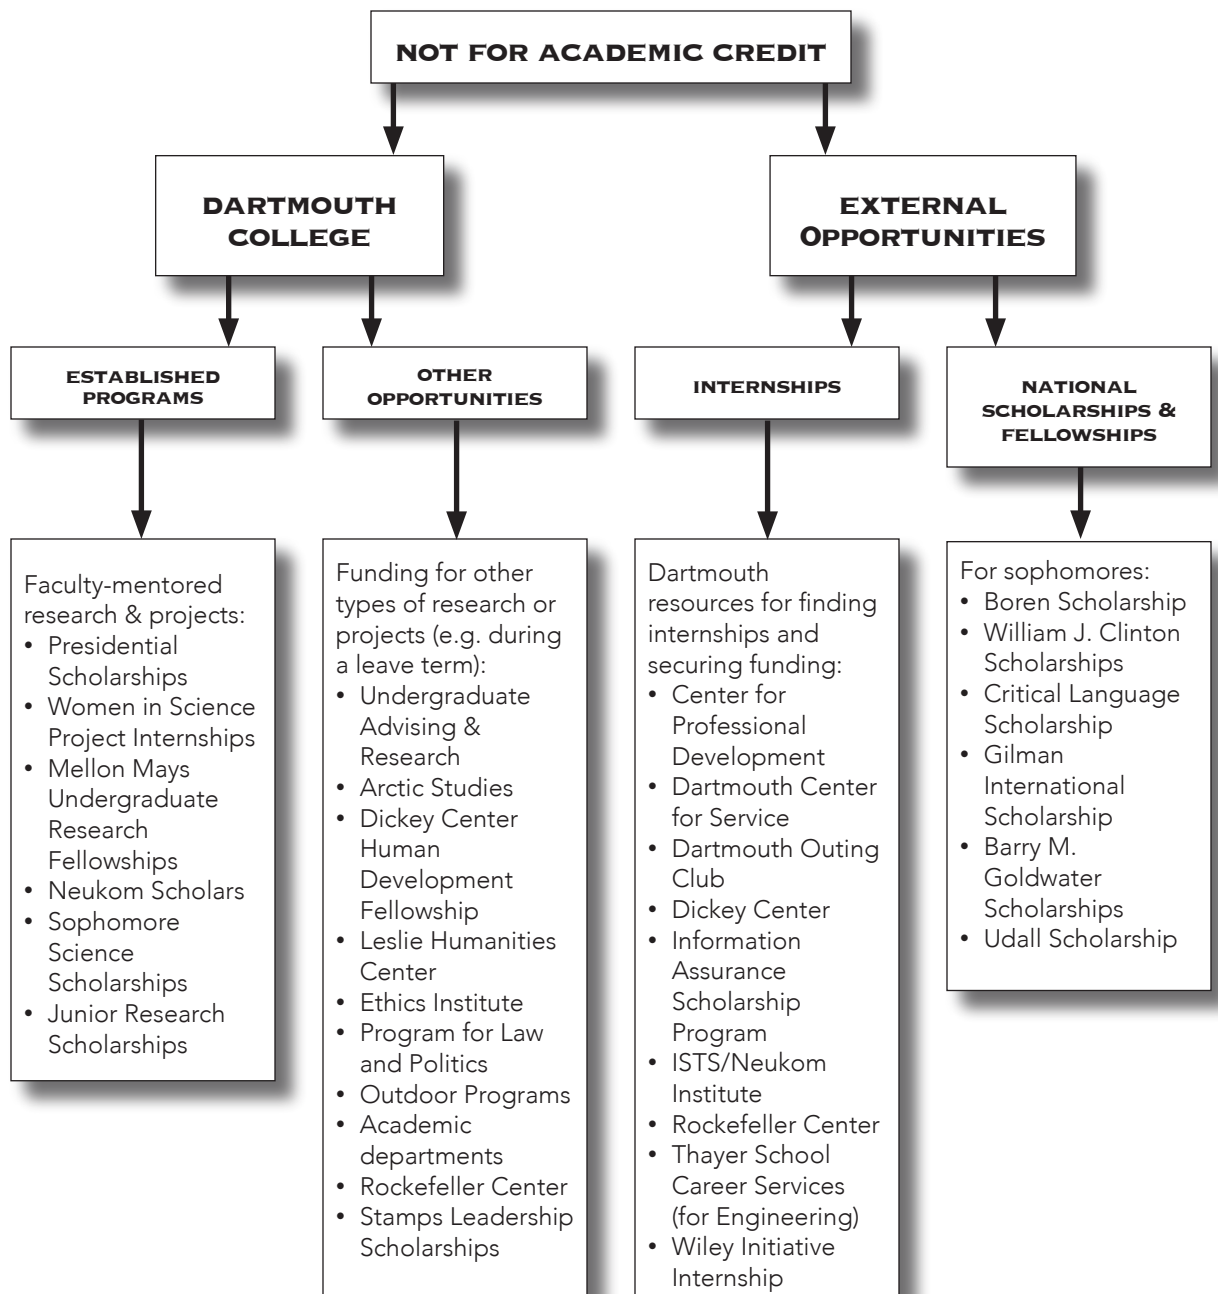 NOT FOR ACADEMIC CREDIT
DARTMOUTH
COLLEGE
EXTERNAL
OPPORTUNITIES
ESTABLISHED
PROGRAMS
OTHER
OPPORTUNITIES
INTERNSHIPS
NATIONAL
SCHOLARSHIPS &
FELLOWSHIPS
Faculty-mentored
research & projects:
• Presidential
Scholarships
• Women in Science
Project Internships
• Mellon Mays
Undergraduate
Research
Fellowships
• Neukom Scholars
• Sophomore
Science
Scholarships
• Junior Research
Scholarships
Funding for other
types of research or
projects (e.g. during
a leave term):
• Undergraduate
Advising &
Research
• Arctic Studies
• Dickey Center
Human
Development
Fellowship
• Leslie Humanities
Center
• Ethics Institute
• Program for Law
and Politics
• Outdoor Programs
• Academic
departments
• Rockefeller Center
• Stamps Leadership
Scholarships
Dartmouth
resources for finding
internships and
securing funding:
• Center for
Professional
Development
• Dartmouth Center
for Service
• Dartmouth Outing
Club
• Dickey Center
• Information
Assurance
Scholarship
Program
• ISTS/Neukom
Institute
• Rockefeller Center
• Thayer School
Career Services
(for Engineering)
• Wiley Initiative
Internship
For sophomores:
• Boren Scholarship
• William J. Clinton
Scholarships
• Critical Language
Scholarship
• Gilman
International
Scholarship
• Barry M.
Goldwater
Scholarships
• Udall Scholarship